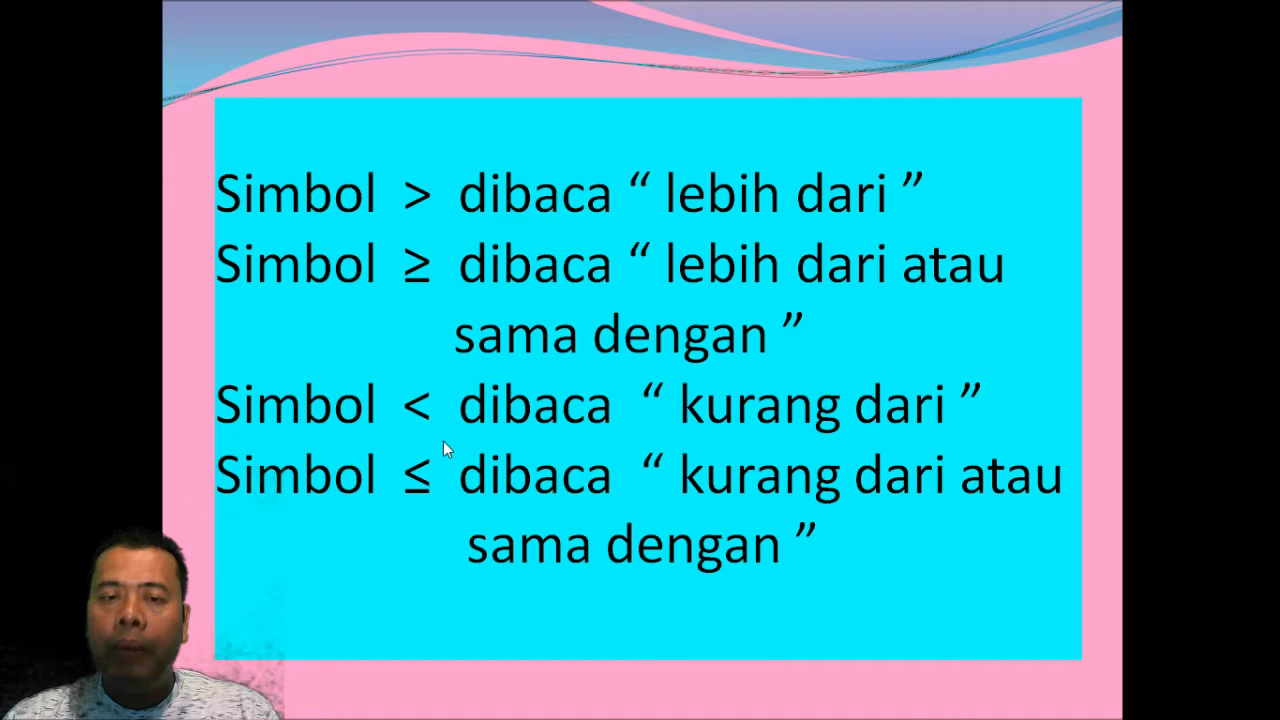 Simbol > dibaca “ lebih dari ”
Simbol ≥ dibaca “ lebih dari atau
sama dengan ”
Simbol < dibaca “ kurang dari ”
Simbol ≤ dibaca “ kurang dari atau
sama dengan ”